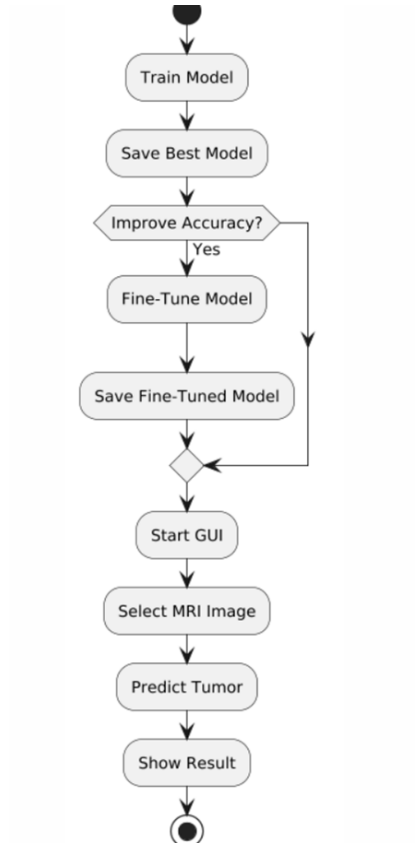 Train Model
Save Best Model
Improve Accuracy?
Yes
Fine-Tune Model
Save Fine-Tuned Model
Start GUI
Select MRI Image
Predict Tumor
Show Result